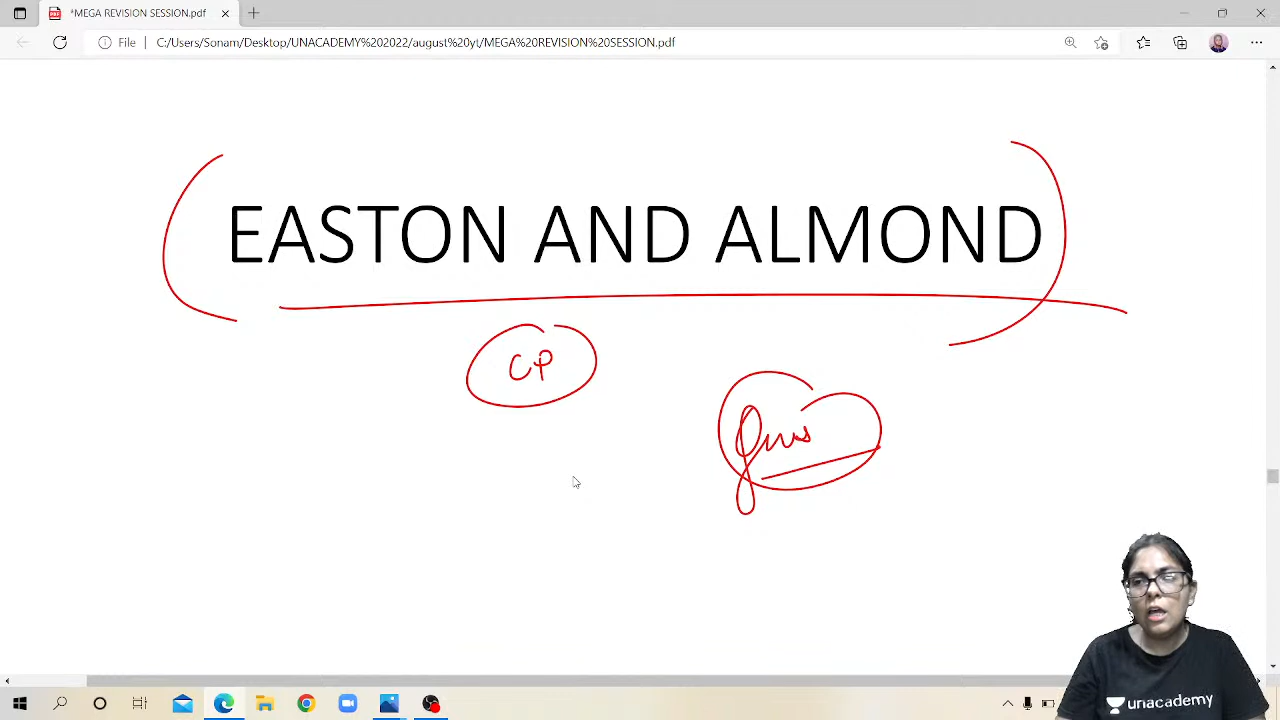 *MEGA REVISION SESSION.pdf
File C:/Users/Sonam/Desktop/UNACADEMY%202022/august%20yt/MEGA%20REVISION%20SESSION.pdf
EASTON AND ALMOND
CP
unacademy